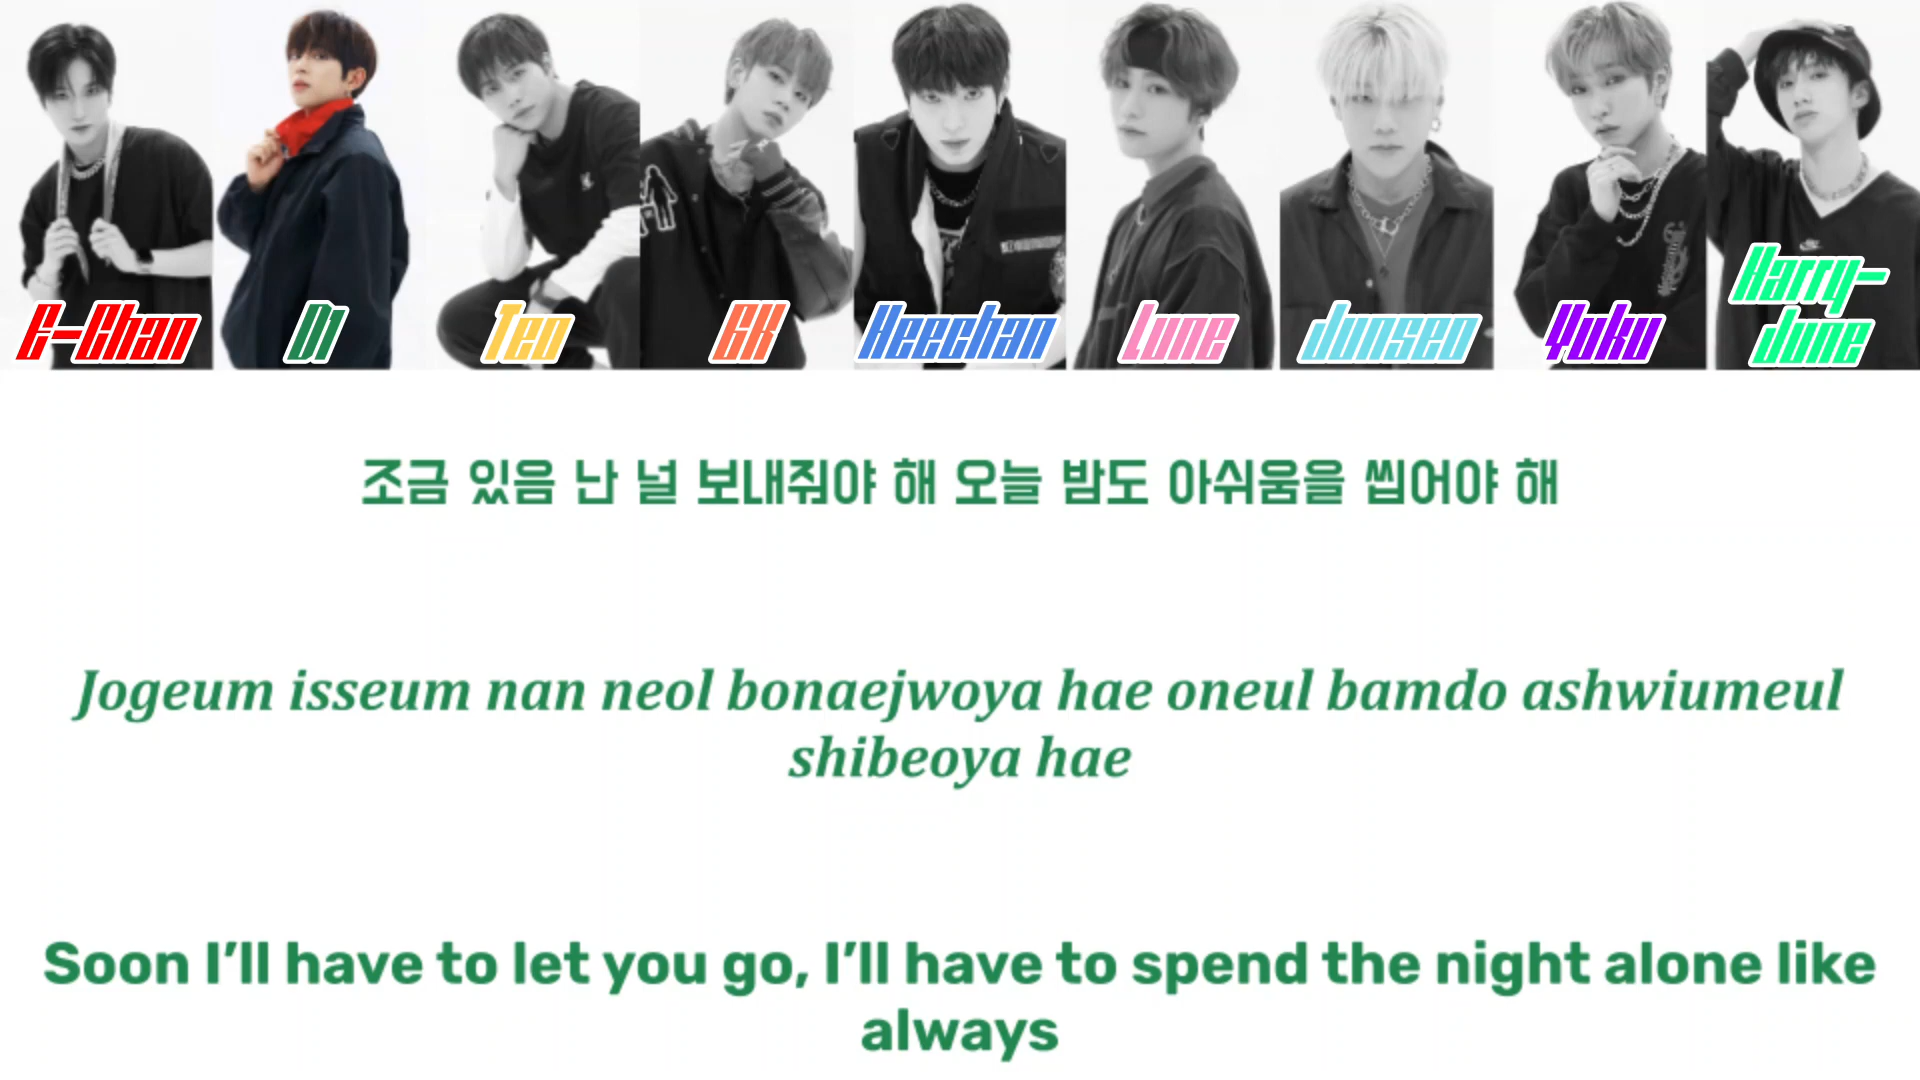 E-Chan
D1
Teo
GK
Heechan
Lune
Junseo
Yuku
Harry-
June
조금 있음 난 널 보내줘야 해 오늘 밤도 아쉬움을 씹어야 해
Jogeum isseum nan neol bonaejwoya hae oneul bamdo ashwiumeul
shibeoya hae
Soon I’ll have to let you go, I’ll have to spend the night alone like
always